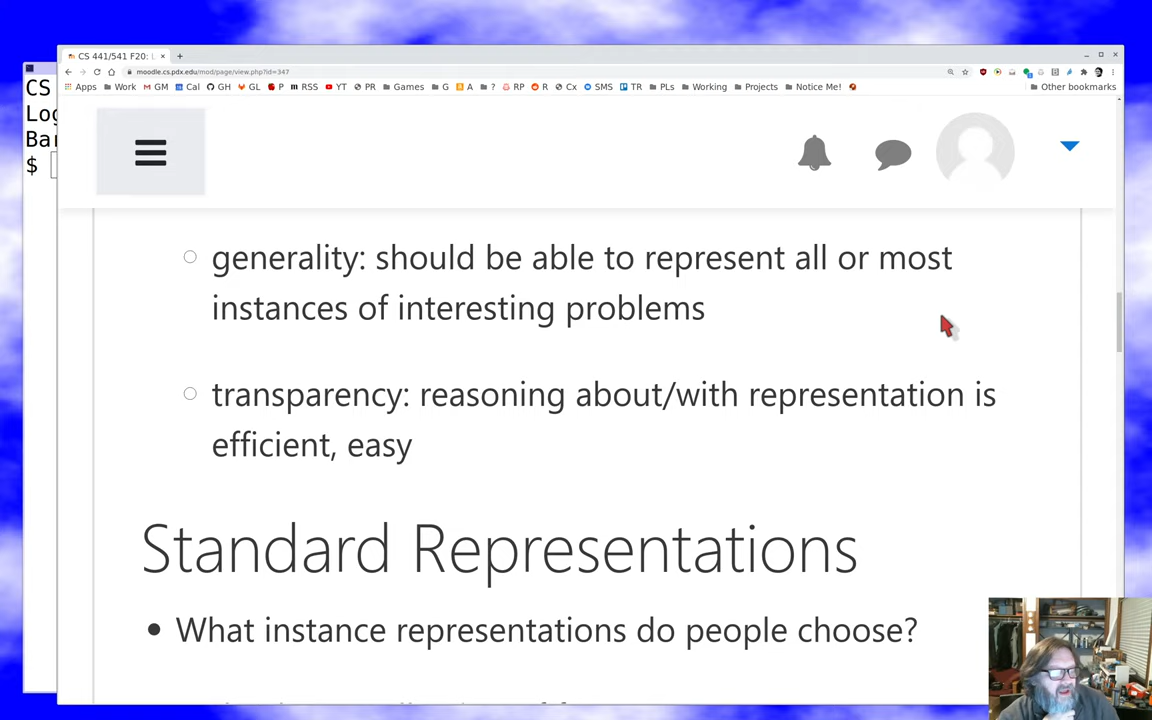 CS 441/541 F20: L
moodle.cs.pdx.edu/mod/page/view.php?id=347
Apps Work GM Cal GH GL P RSS YT PR Games G A ? RP R Cx SMS TR PLs Working Projects Notice Me! Other bookmarks
CS
Log
Bar
$
generality: should be able to represent all or most
instances of interesting problems
transparency: reasoning about/with representation is
efficient, easy
Standard Representations
What instance representations do people choose?